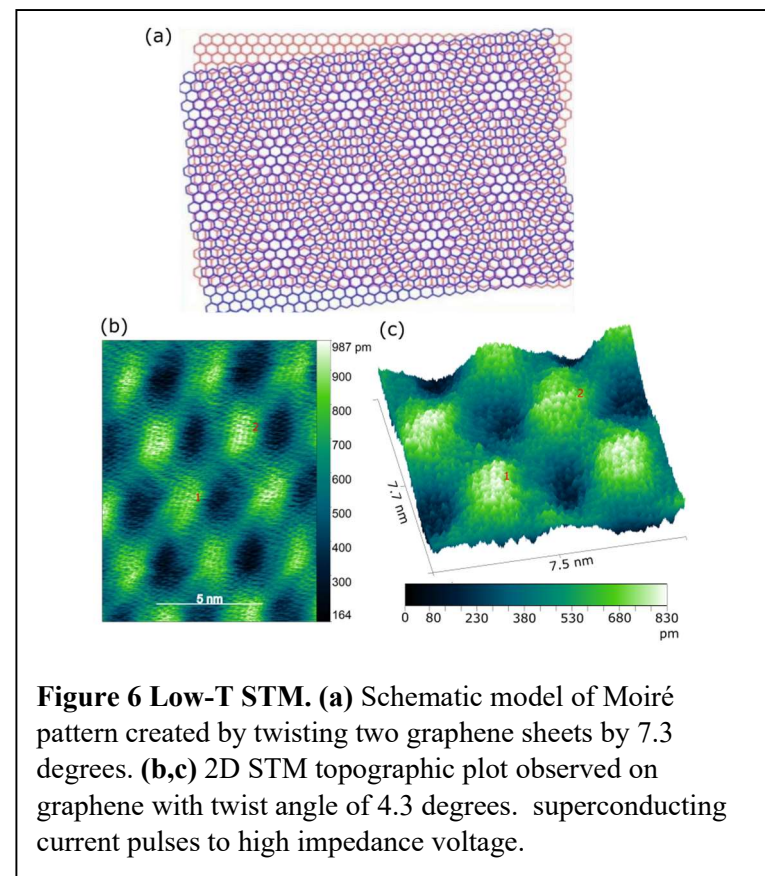 (a)
(b)
987 pm
900
800
700
600
500
400
300
164
2
1
5 nm
(c)
2
1
7.7 nm
7.5 nm
0 80 230 380 530 680 830
pm
Figure 6 Low-T STM. (a) Schematic model of Moiré
pattern created by twisting two graphene sheets by 7.3
degrees. (b,c) 2D STM topographic plot observed on
graphene with twist angle of 4.3 degrees.  superconducting
current pulses to high impedance voltage.